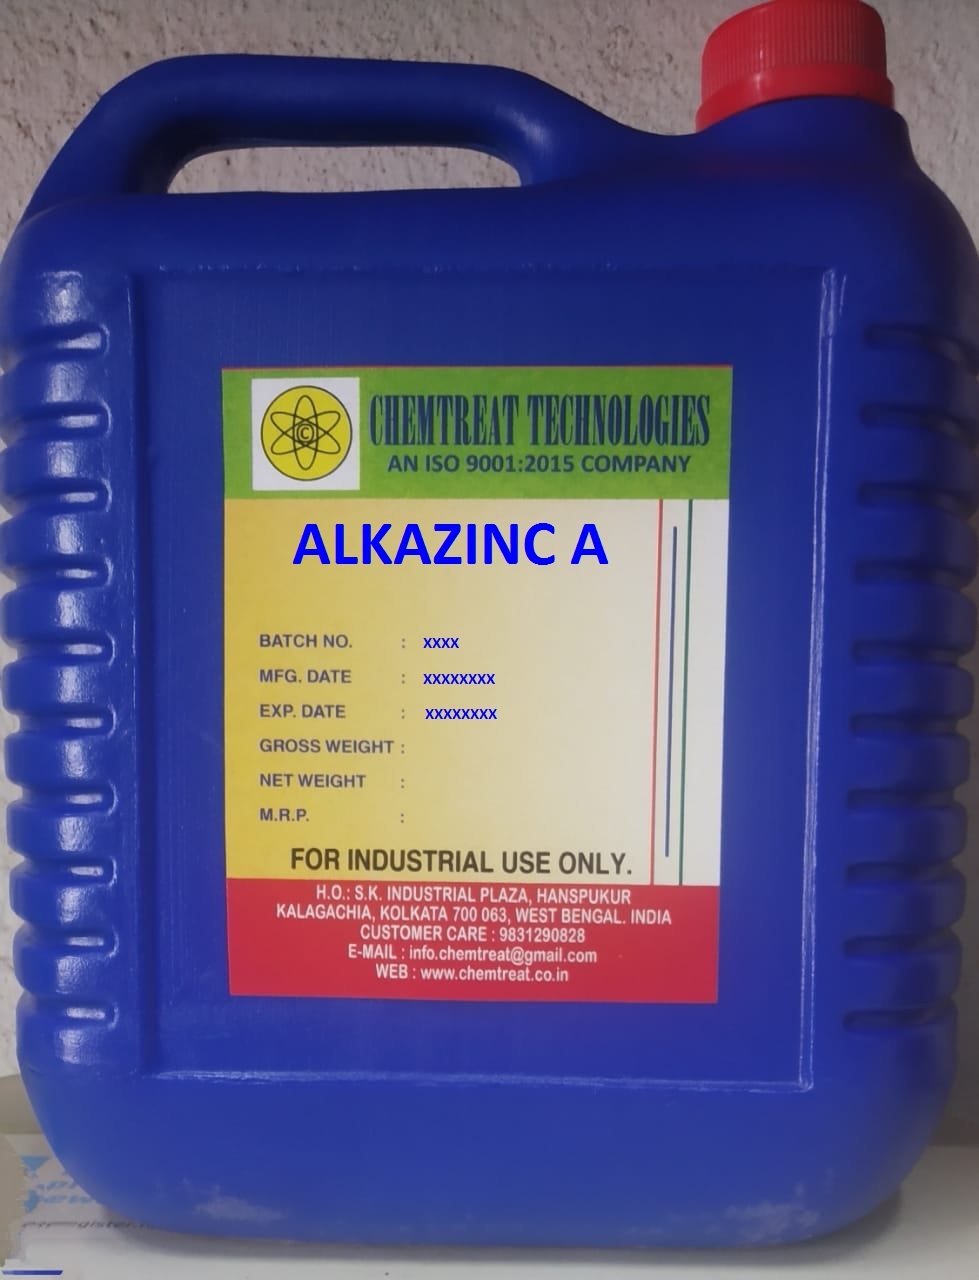 ©
CHEMTREAT TECHNOLOGIES
AN ISO 9001:2015 COMPANY
ALKAZINC A
BATCH NO. : xxxx
MFG. DATE : xxxxxxxx
EXP. DATE : xxxxxxxx
GROSS WEIGHT :
NET WEIGHT :
M.R.P. :
FOR INDUSTRIAL USE ONLY.
H.O.: S.K. INDUSTRIAL PLAZA, HANSPUKUR
KALAGACHIA, KOLKATA 700 063, WEST BENGAL. INDIA
CUSTOMER CARE : 9831290828
E-MAIL : info.chemtreat@gmail.com
WEB : www.chemtreat.co.in